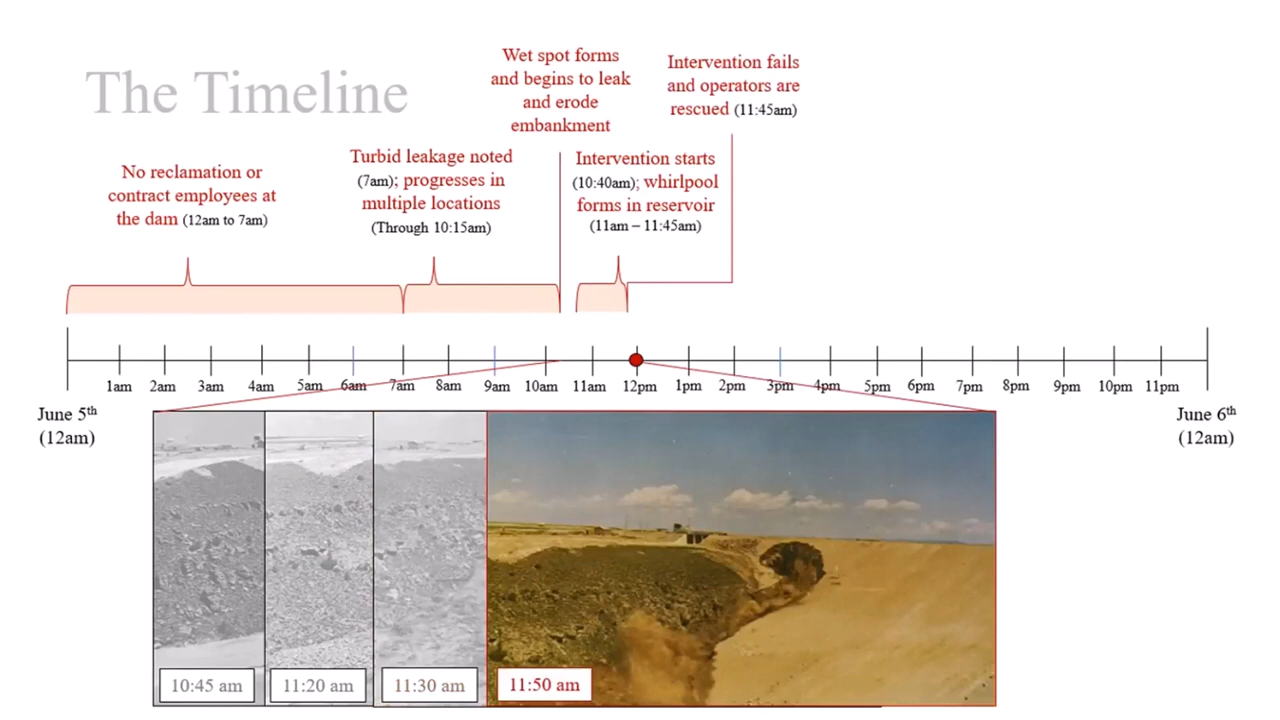 The Timeline
No reclamation or
contract employees at
the dam (12am to 7am)
Turbid leakage noted
(7am); progresses in
multiple locations
(Through 10:15am)
Wet spot forms
and begins to leak
and erode
embankment
Intervention starts
(10:40am); whirlpool
forms in reservoir
(11am – 11:45am)
Intervention fails
and operators are
rescued (11:45am)
1am 2am 3am 4am 5am 6am 7am 8am 9am 10am 11am 12pm 1pm 2pm 3pm 4pm 5pm 6pm 7pm 8pm 9pm 10pm 11pm
June 5th
(12am)
June 6th
(12am)
10:45 am
11:20 am
11:30 am
11:50 am